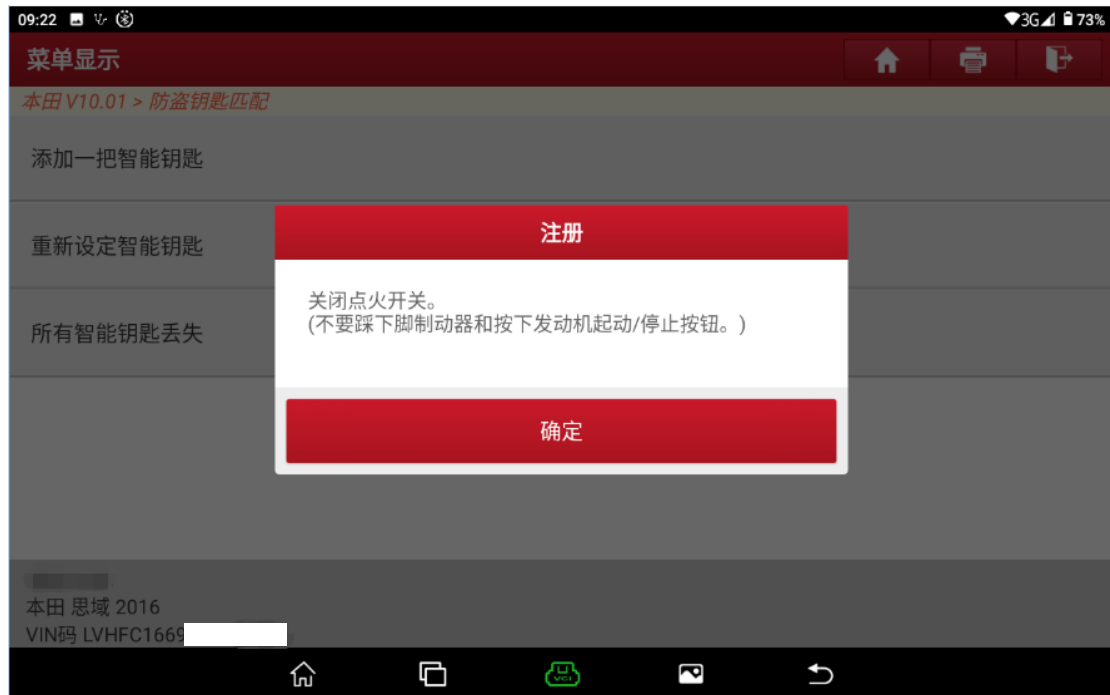 09:22
3G 73%
菜单显示
本田 V10.01 > 防盗钥匙匹配
添加一把智能钥匙
重新设定智能钥匙
所有智能钥匙丢失
注册
关闭点火开关。
(不要踩下脚制动器和按下发动机起动/停止按钮。)
确定
本田 思域 2016
VIN码 LVHFC1669
VCI